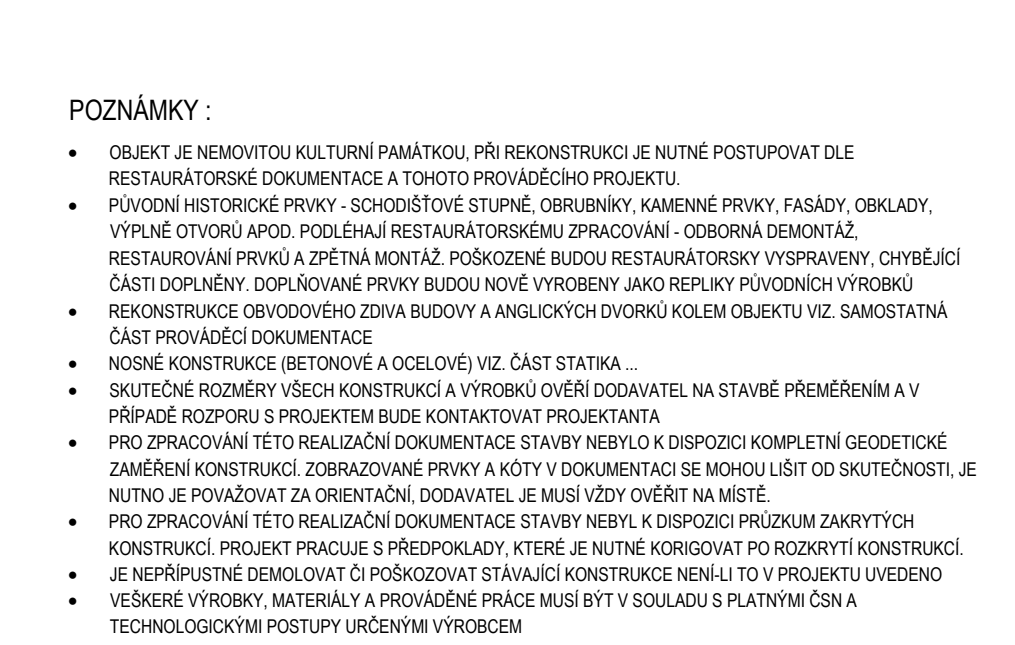 POZNÁMKY :
• OBJEKT JE NEMOVITOU KULTURNÍ PAMÁTKOU, PŘI REKONSTRUKCI JE NUTNÉ POSTUPOVAT DLE
RESTAURÁTORSKÉ DOKUMENTACE A TOHOTO PROVÁDĚCÍHO PROJEKTU.
• PŮVODNÍ HISTORICKÉ PRVKY - SCHODIŠŤOVÉ STUPNĚ, OBRUBNÍKY, KAMENNÉ PRVKY, FASÁDY, OBKLADY,
VÝPLNĚ OTVORŮ APOD. PODLÉHAJÍ RESTAURÁTORSKÉMU ZPRACOVÁNÍ - ODBORNÁ DEMONTÁŽ,
RESTAUROVÁNÍ PRVKŮ A ZPĚTNÁ MONTÁŽ. POŠKOZENÉ BUDOU RESTAURÁTORSKY VYSPRAVENY, CHYBĚJÍCÍ
ČÁSTI DOPLNĚNY. DOPLŇOVANÉ PRVKY BUDOU NOVĚ VYROBENY JAKO REPLIKY PŮVODNÍCH VÝROBKŮ
• REKONSTRUKCE OBVODOVÉHO ZDIVA BUDOVY A ANGLICKÝCH DVORKŮ KOLEM OBJEKTU VIZ. SAMOSTATNÁ
ČÁST PROVÁDĚCÍ DOKUMENTACE
• NOSNÉ KONSTRUKCE (BETONOVÉ A OCELOVÉ) VIZ. ČÁST STATIKA ...
• SKUTEČNÉ ROZMĚRY VŠECH KONSTRUKCÍ A VÝROBKŮ OVĚŘÍ DODAVATEL NA STAVBĚ PŘEMĚŘENÍM A V
PŘÍPADĚ ROZPORU S PROJEKTEM BUDE KONTAKTOVAT PROJEKTANTA
• PRO ZPRACOVÁNÍ TÉTO REALIZAČNÍ DOKUMENTACE STAVBY NEBYLO K DISPOZICI KOMPLETNÍ GEODETICKÉ
ZAMĚŘENÍ KONSTRUKCÍ. ZOBRAZOVANÉ PRVKY A KÓTY V DOKUMENTACI SE MOHOU LIŠIT OD SKUTEČNOSTI, JE
NUTNO JE POVAŽOVAT ZA ORIENTAČNÍ, DODAVATEL JE MUSÍ VŽDY OVĚŘIT NA MÍSTĚ.
• PRO ZPRACOVÁNÍ TÉTO REALIZAČNÍ DOKUMENTACE STAVBY NEBYL K DISPOZICI PRŮZKUM ZAKRYTÝCH
KONSTRUKCÍ. PROJEKT PRACUJE S PŘEDPOKLADY, KTERÉ JE NUTNÉ KORIGOVAT PO ROZKRYTÍ KONSTRUKCÍ.
• JE NEPŘÍPUSTNÉ DEMOLOVAT ČI POŠKOZOVAT STÁVAJÍCÍ KONSTRUKCE NENÍ-LI TO V PROJEKTU UVEDENO
• VEŠKERÉ VÝROBKY, MATERIÁLY A PROVÁDĚNÉ PRÁCE MUSÍ BÝT V SOULADU S PLATNÝMI ČSN A
TECHNOLOGICKÝMI POSTUPY URČENÝMI VÝROBCEM